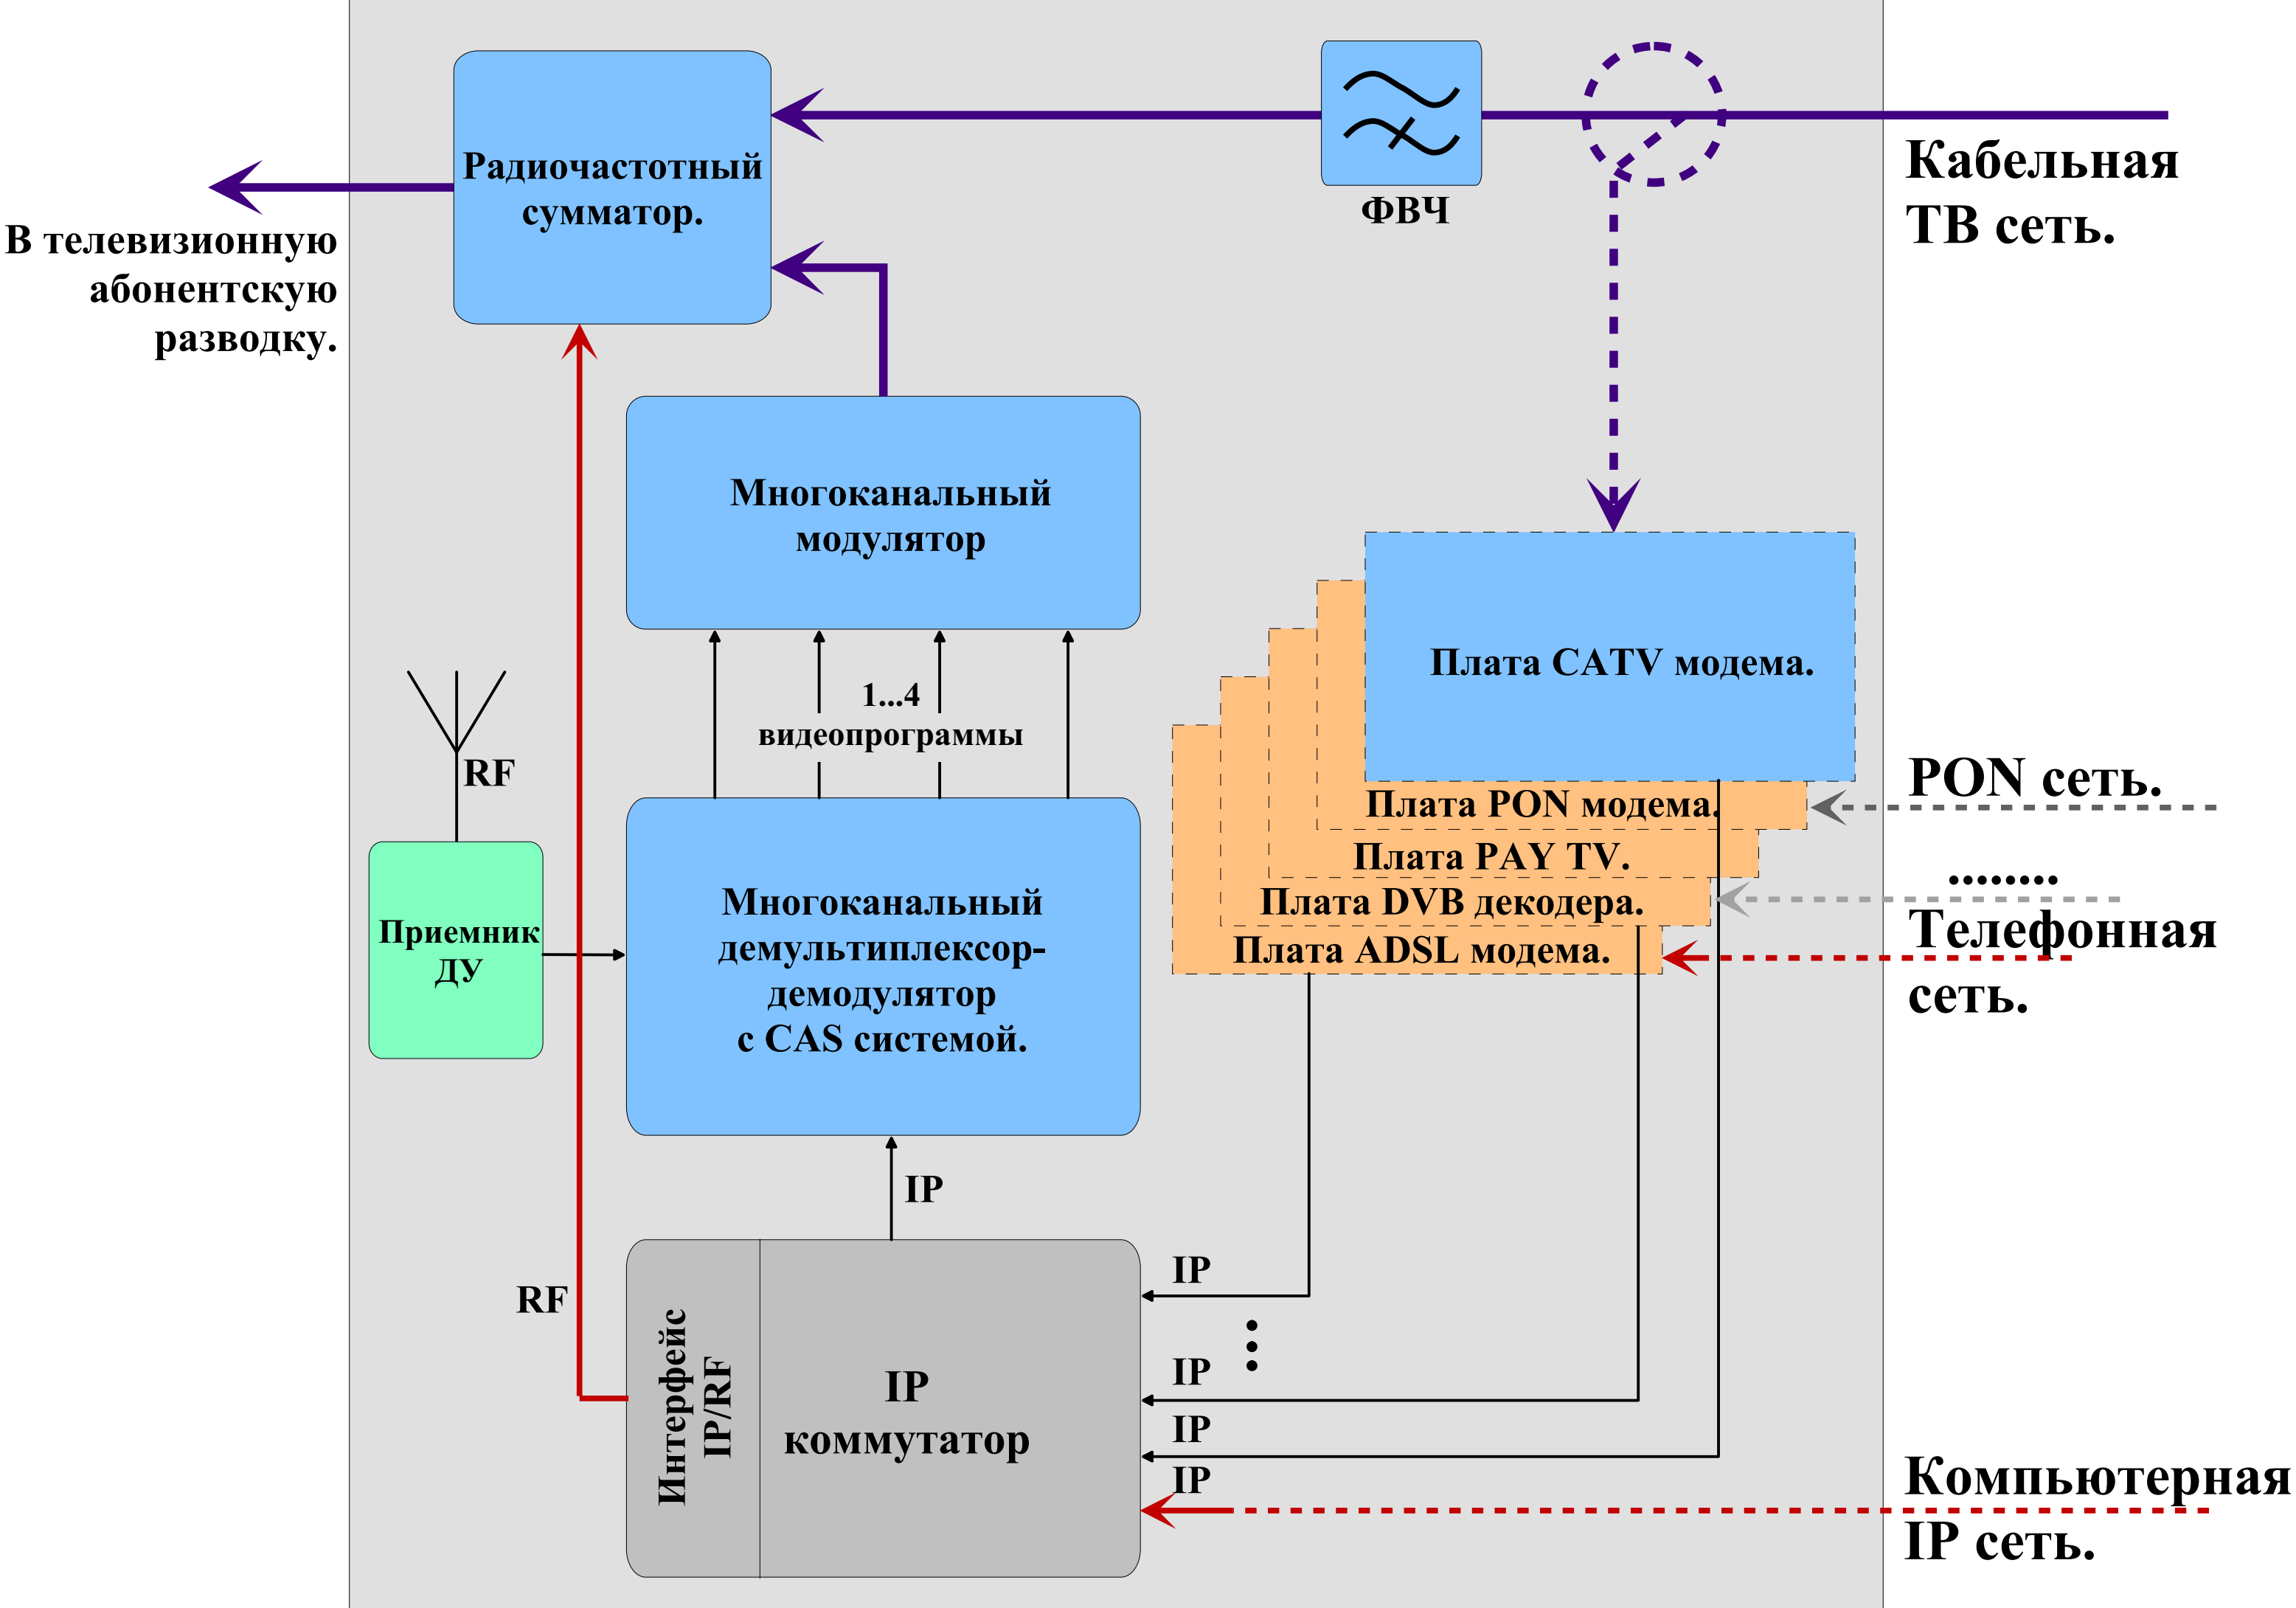 Радиочастотный
сумматор.
ФВЧ
Кабельная
ТВ сеть.
В телевизионную
абонентскую
разводку.
Многоканальный
модулятор
1...4
видеопрограммы
RF
Приемник
ДУ
Многоканальный
демультиплексор-
демодулятор
с CAS системой.
Плата CATV модема.
Плата PON модема.
Плата PAY TV.
Плата DVB декодера.
Плата ADSL модема.
PON сеть.
........
Телефонная
сеть.
IP
RF
Интерфейс
IP/RF
IP
коммутатор
IP
IP
IP
IP
Компьютерная
IP сеть.